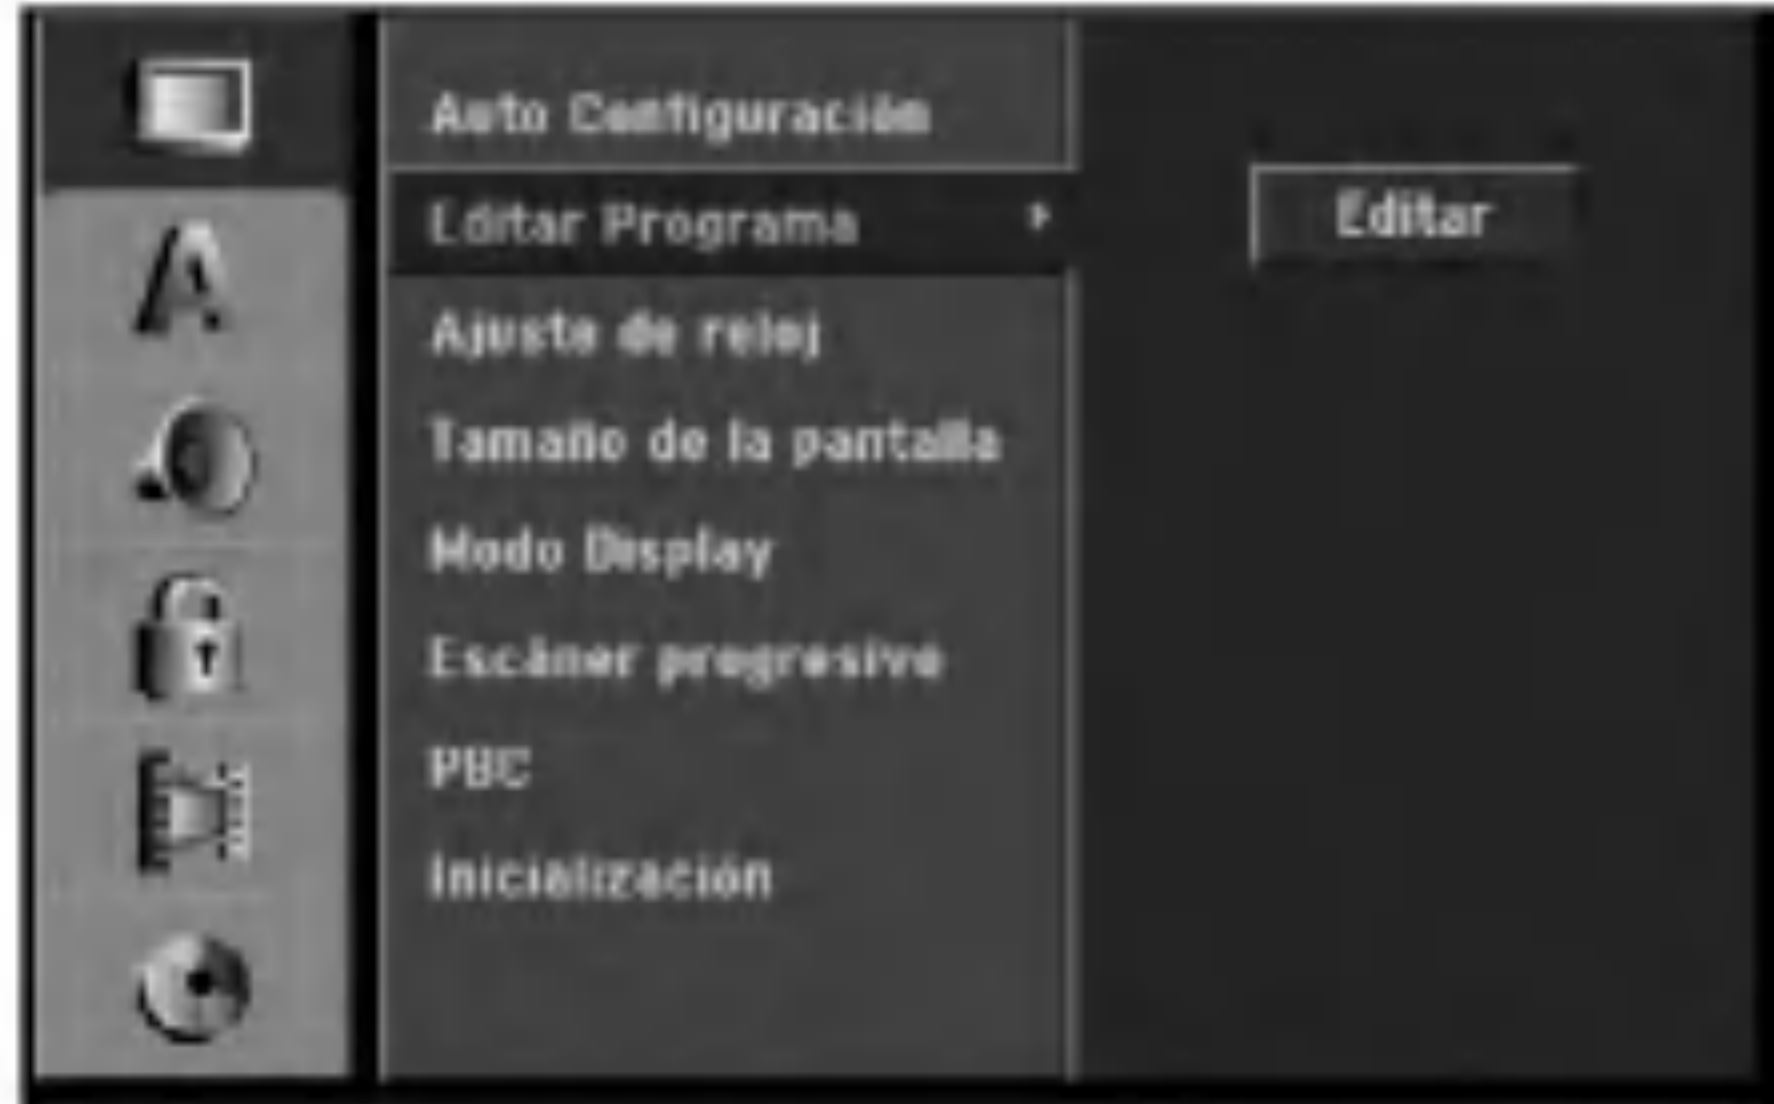 Auto Configuración
Editar Programa
Editar
Ajuste de reloj
Tamaño de la pantalla
Modo Display
Escáner progresivo
PBC
Inicialización